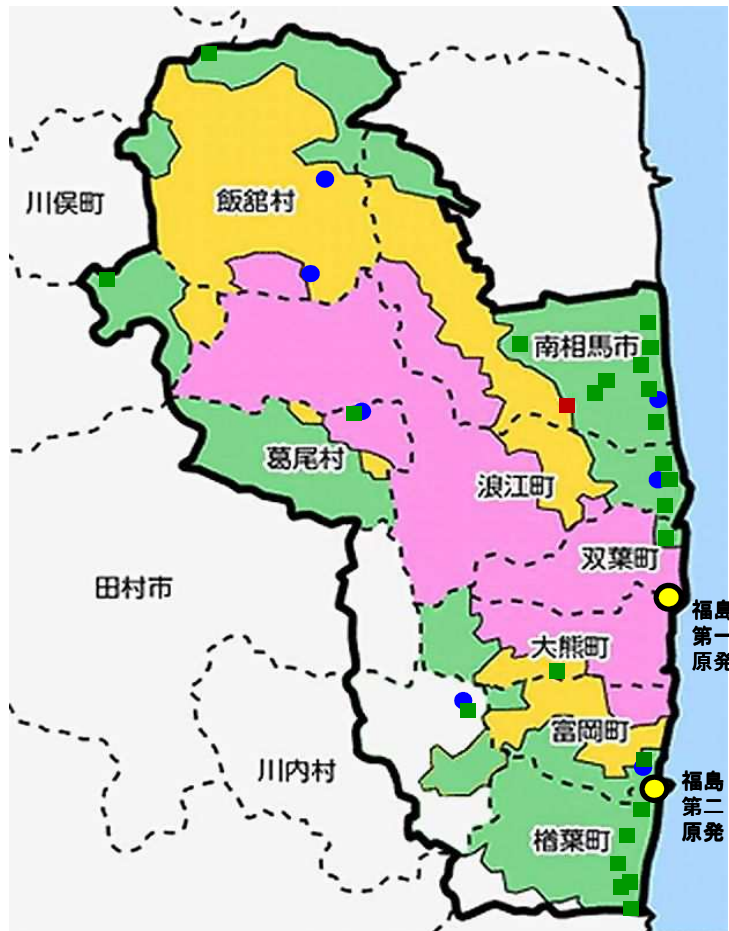 川俣町
飯舘村
南相馬市
葛尾村
浪江町
双葉町
田村市
福島
第一
原発
大熊町
富岡町
川内村
福島
第二
原発
楢葉町